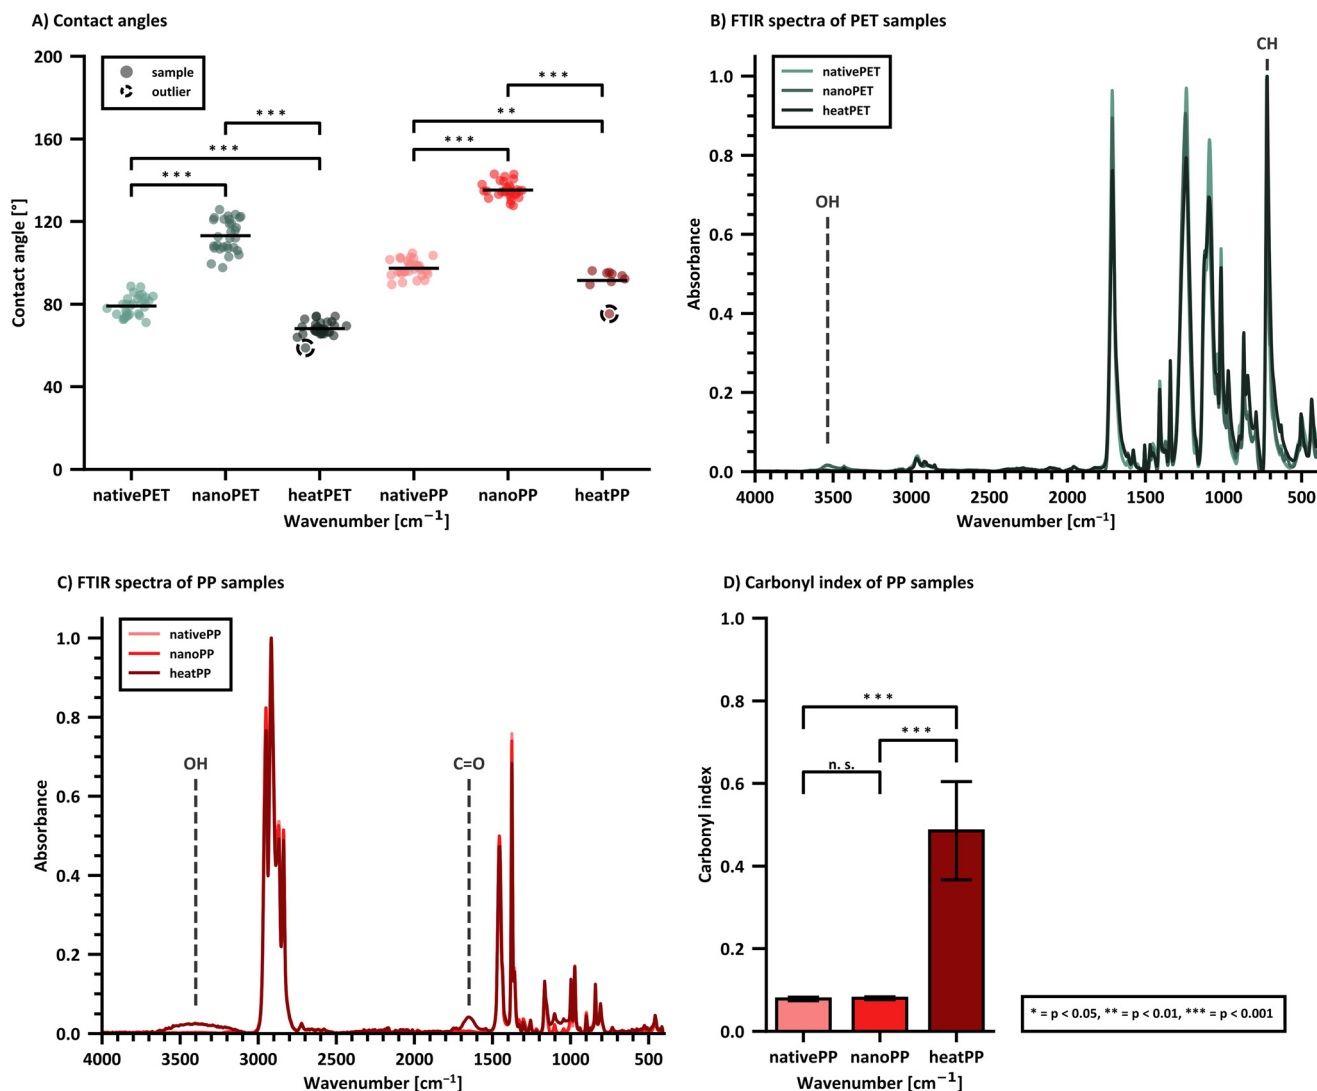 A) Contact angles
sample
outlier
Contact angle [°]
200
160
120
80
40
0
***
***
***
***
**
***
nativePET
nanoPET
heatPET
nativePP
nanoPP
heatPP
Wavenumber [cm⁻¹]
B) FTIR spectra of PET samples
nativePET
nanoPET
heatPET
CH
OH
Absorbance
1.0
0.8
0.6
0.4
0.2
0.0
4000
3500
3000
2500
2000
1500
1000
500
Wavenumber [cm⁻¹]
C) FTIR spectra of PP samples
nativePP
nanoPP
heatPP
OH
C=O
Absorbance
1.0
0.8
0.6
0.4
0.2
0.0
4000
3500
3000
2500
2000
1500
1000
500
Wavenumber [cm⁻¹]
D) Carbonyl index of PP samples
Carbonyl index
1.0
0.8
0.6
0.4
0.2
0.0
***
***
n. s.
nativePP
nanoPP
heatPP
Wavenumber [cm⁻¹]
* = p < 0.05, ** = p < 0.01, *** = p < 0.001